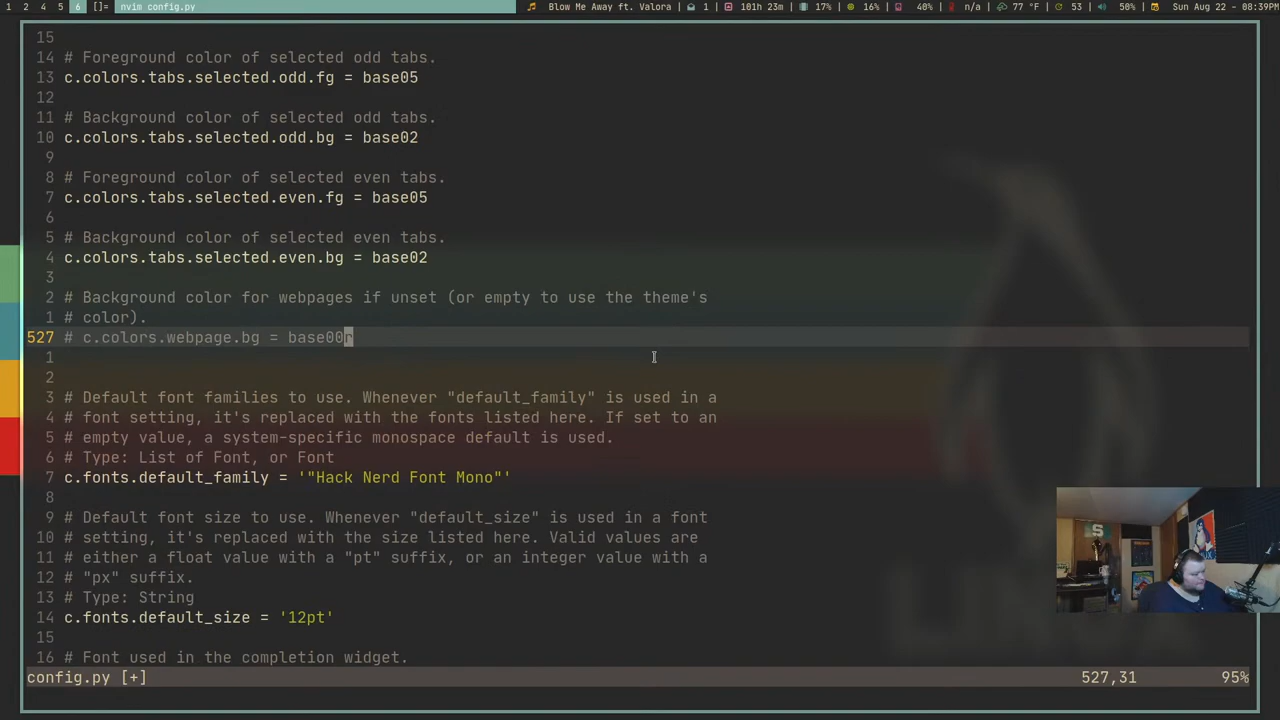 1 2 4 5 6 []= nvim config.py Blow Me Away ft. Valora 1 101h 23m 17% 16% 40% n/a 77 °F 53 50% Sun Aug 22 - 08:39PM
15
14 # Foreground color of selected odd tabs.
13 c.colors.tabs.selected.odd.fg = base05
12
11 # Background color of selected odd tabs.
10 c.colors.tabs.selected.odd.bg = base02
9
8 # Foreground color of selected even tabs.
7 c.colors.tabs.selected.even.fg = base05
6
5 # Background color of selected even tabs.
4 c.colors.tabs.selected.even.bg = base02
3
2 # Background color for webpages if unset (or empty to use the theme's
1 # color).
527 # c.colors.webpage.bg = base00r
1
2
3 # Default font families to use. Whenever "default_family" is used in a
4 # font setting, it's replaced with the fonts listed here. If set to an
5 # empty value, a system-specific monospace default is used.
6 # Type: List of Font, or Font
7 c.fonts.default_family = '"Hack Nerd Font Mono"'
8
9 # Default font size to use. Whenever "default_size" is used in a font
10 # setting, it's replaced with the size listed here. Valid values are
11 # either a float value with a "pt" suffix, or an integer value with a
12 # "px" suffix.
13 # Type: String
14 c.fonts.default_size = '12pt'
15
16 # Font used in the completion widget.
config.py [+] 527,31 95%